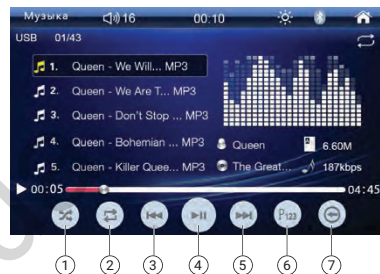 Музыка 16 00:10
USB 01/43
1. Queen - We Will... MP3
2. Queen - We Are T... MP3
3. Queen - Don't Stop ... MP3
4. Queen - Bohemian ... MP3 Queen 6.60M
5. Queen - Killer Quee... MP3 The Great... 187kbps
00:05 04:45
P123
1 2 3 4 5 6 7